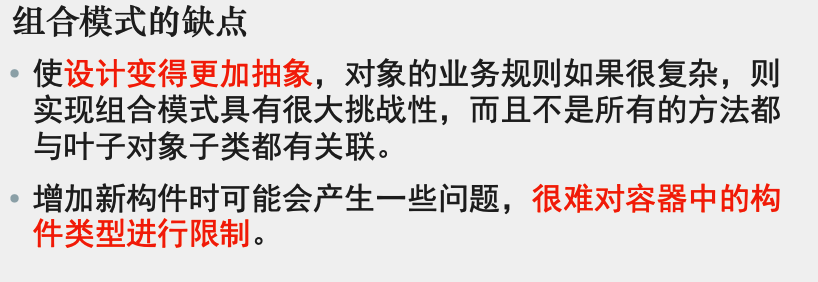 组合模式的缺点
• 使设计变得更加抽象，对象的业务规则如果很复杂，则
实现组合模式具有很大挑战性，而且不是所有的方法都
与叶子对象子类都有关联。
• 增加新构件时可能会产生一些问题，很难对容器中的构
件类型进行限制。